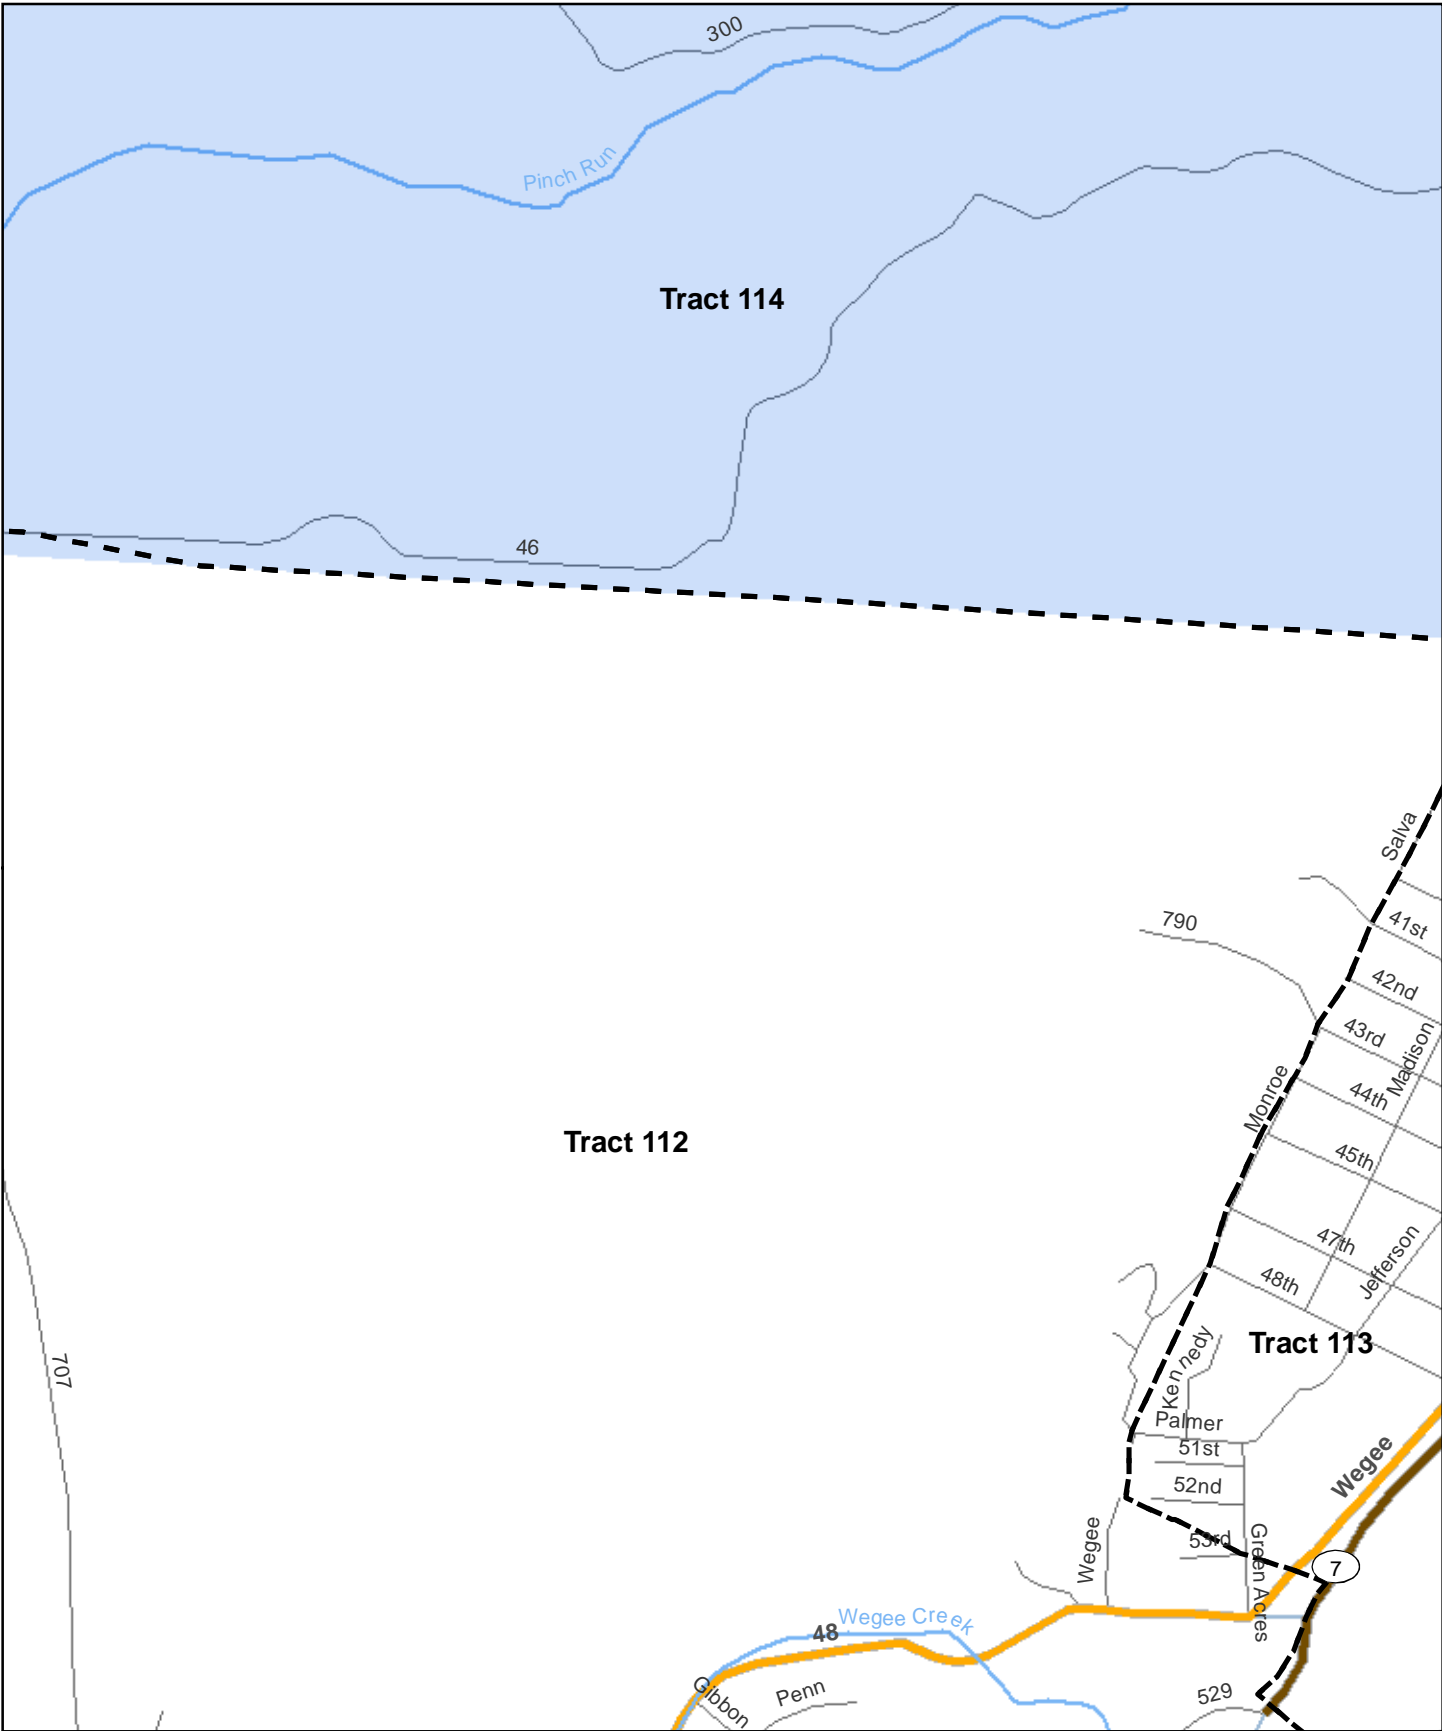 300
Pinch Run
Tract 114
46
Salva
790
41st
42nd
43rd
Madison
Monroe
44th
Tract 112
45th
47th
Jefferson
48th
Tract 113
Kennedy
707
Palmer
51st
Wegee
52nd
Wegee
53rd
Green Acres
7
Wegee Creek
48
Gibbon
Penn
529